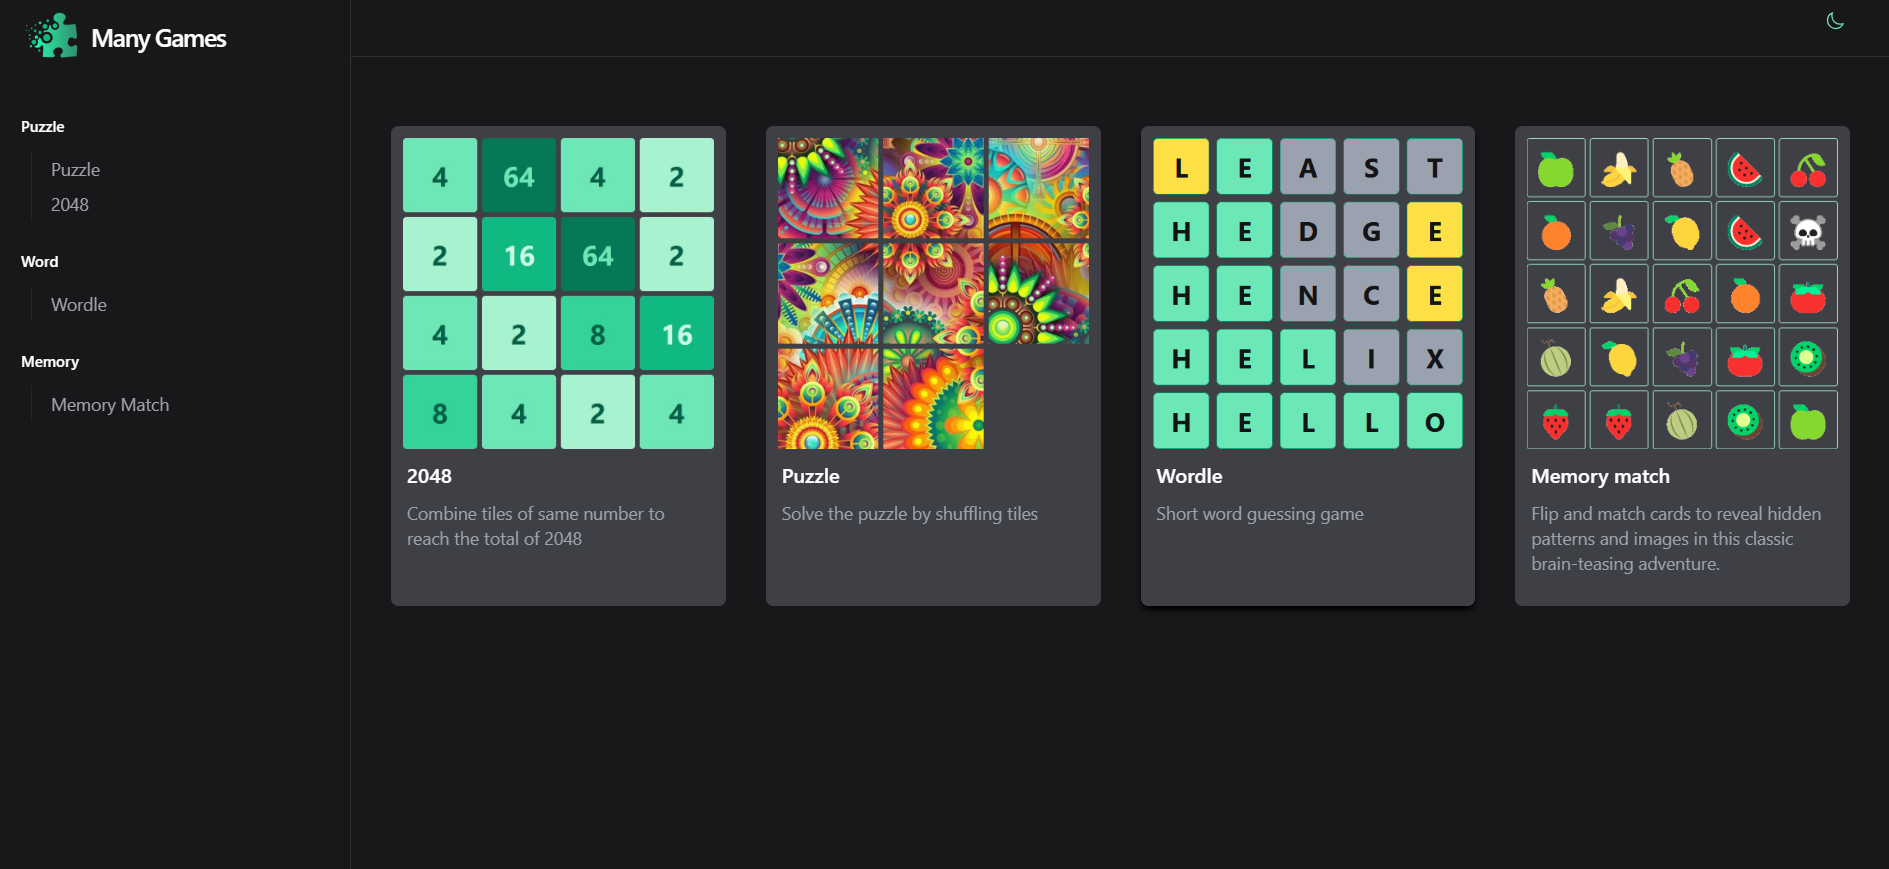 Many Games
Puzzle
Puzzle
2048
Word
Wordle
Memory
Memory Match
4 64 4 2
2 16 64 2
4 2 8 16
8 4 2 4
2048
Combine tiles of same number to
reach the total of 2048
Puzzle
Solve the puzzle by shuffling tiles
L E A S T
H E D G E
H E N C E
H E L I X
H E L L O
Wordle
Short word guessing game
Memory match
Flip and match cards to reveal hidden
patterns and images in this classic
brain-teasing adventure.